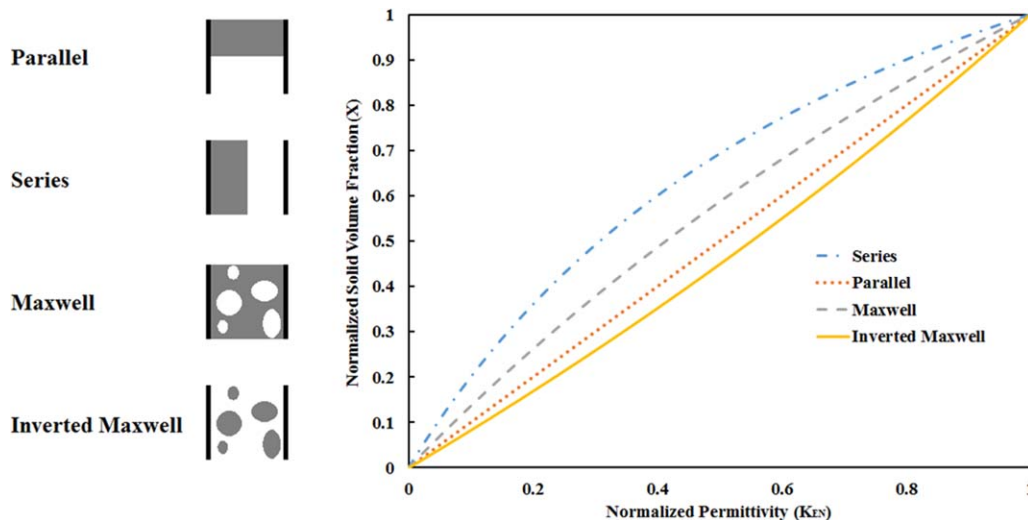 Parallel
Series
Maxwell
Inverted Maxwell
Normalized Solid Volume Fraction (X)
1
0.9
0.8
0.7
0.6
0.5
0.4
0.3
0.2
0.1
0
0
0.2
0.4
0.6
0.8
Normalized Permittivity (KEN)
Series
Parallel
Maxwell
Inverted Maxwell